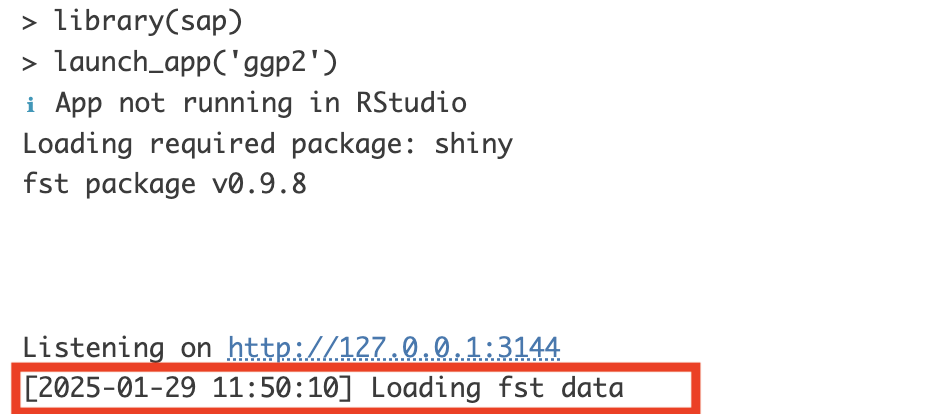 > library(sap)
> launch_app('ggp2')
ℹ App not running in RStudio
Loading required package: shiny
fst package v0.9.8
Listening on http://127.0.0.1:3144
[2025-01-29 11:50:10] Loading fst data